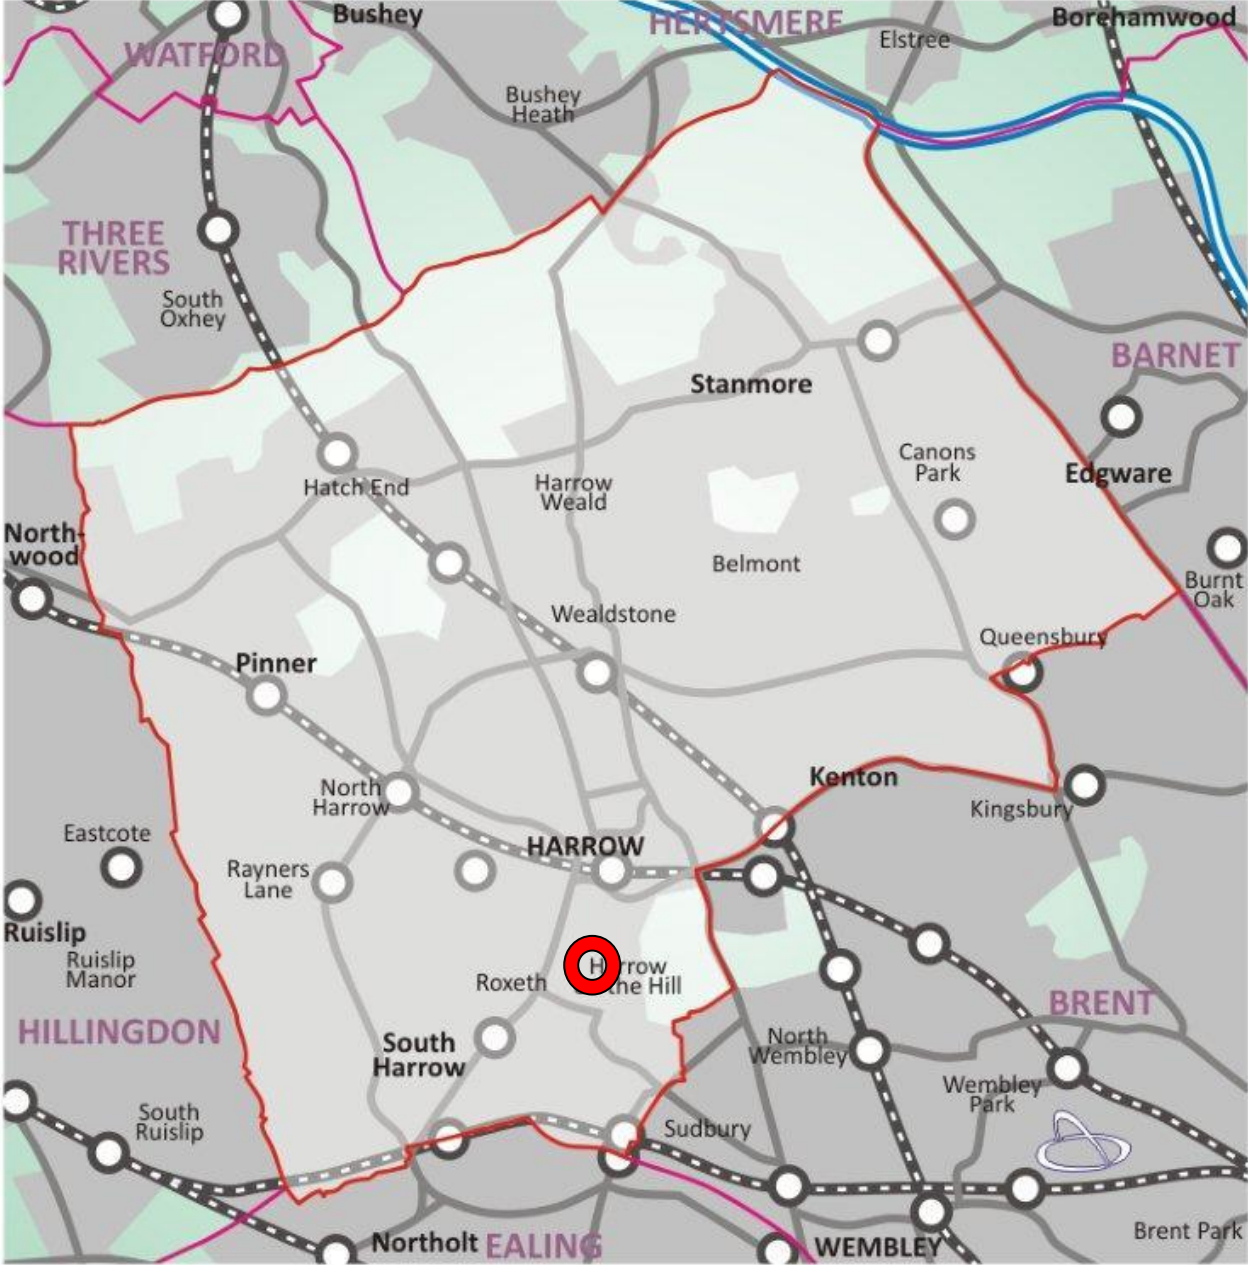 Bushey
HERTSMERE
Borehamwood
WATFORD
Elstree
Bushey
Heath
THREE
RIVERS
South
Oxhey
BARNET
Stanmore
Canons
Park
Edgware
Hatch End
Harrow
Weald
North-
wood
Belmont
Burnt
Oak
Wealdstone
Queensbury
Pinner
Kenton
North
Harrow
Kingsbury
Eastcote
HARROW
Rayners
Lane
Ruislip
Ruislip
Manor
Roxeth
the Hill
HILLINGDON
BRENT
South
Harrow
North
Wembley
Wembley
Park
South
Ruislip
Sudbury
Northolt
EALING
WEMBLEY
Brent Park